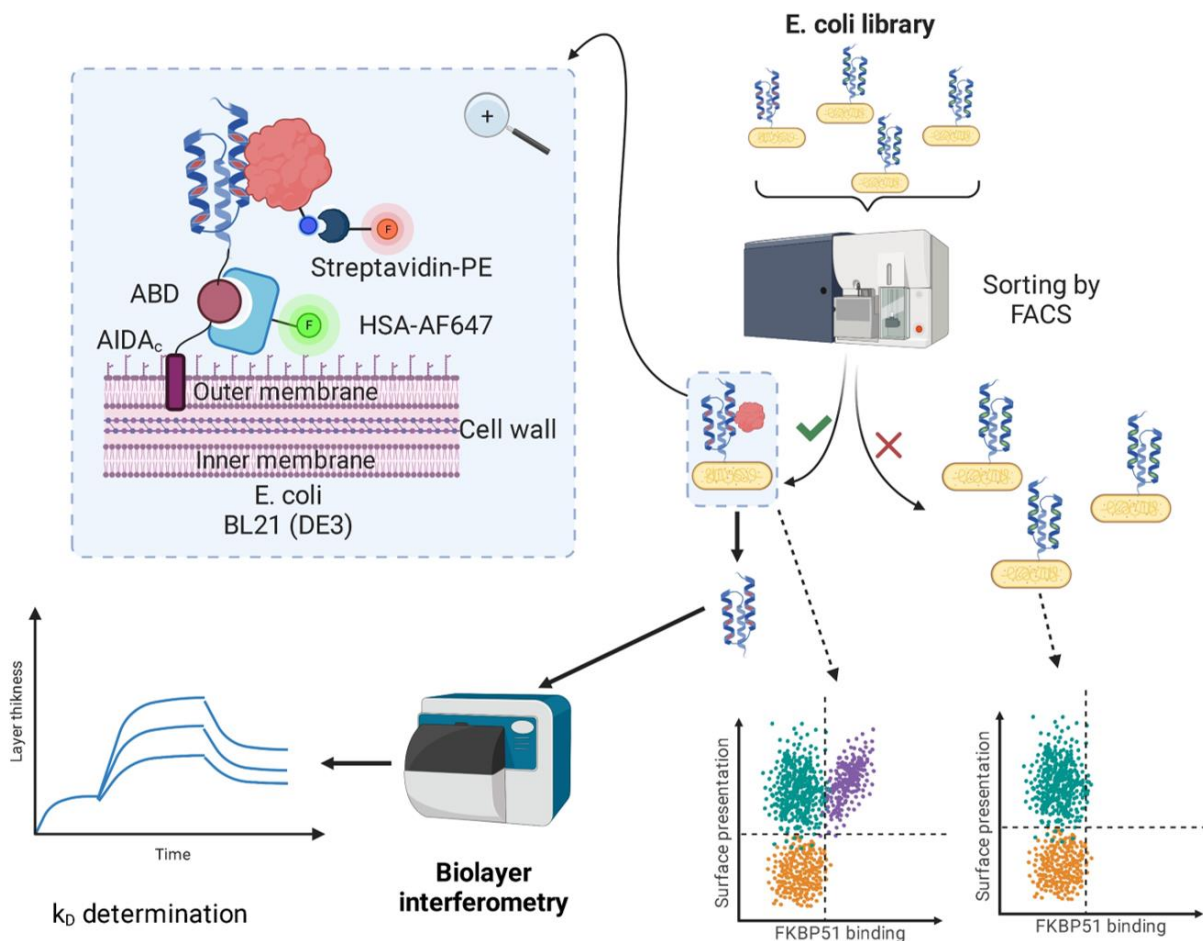 E. coli library
+
F
Streptavidin-PE
ABD
HSA-AF647
F
AIDAc
Outer membrane
Cell wall
Inner membrane
E. coli
BL21 (DE3)
Sorting by
FACS
Layer thikness
Time
kD determination
Biolayer
interferometry
Surface presentation
FKBP51 binding
Surface presentation
FKBP51 binding